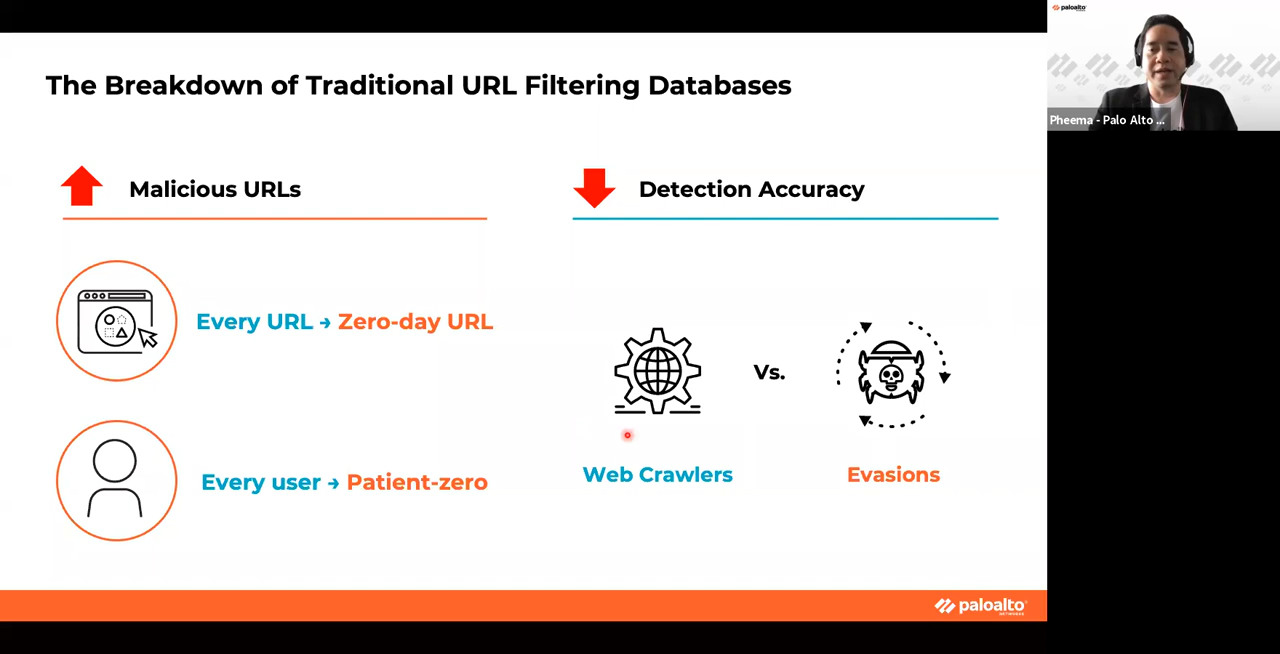 The Breakdown of Traditional URL Filtering Databases
Malicious URLs
Detection Accuracy
Every URL → Zero-day URL
Every user → Patient-zero
Vs.
Web Crawlers
Evasions
paloalto
NETWORKS
paloalto
Pheema - Palo Alto ...